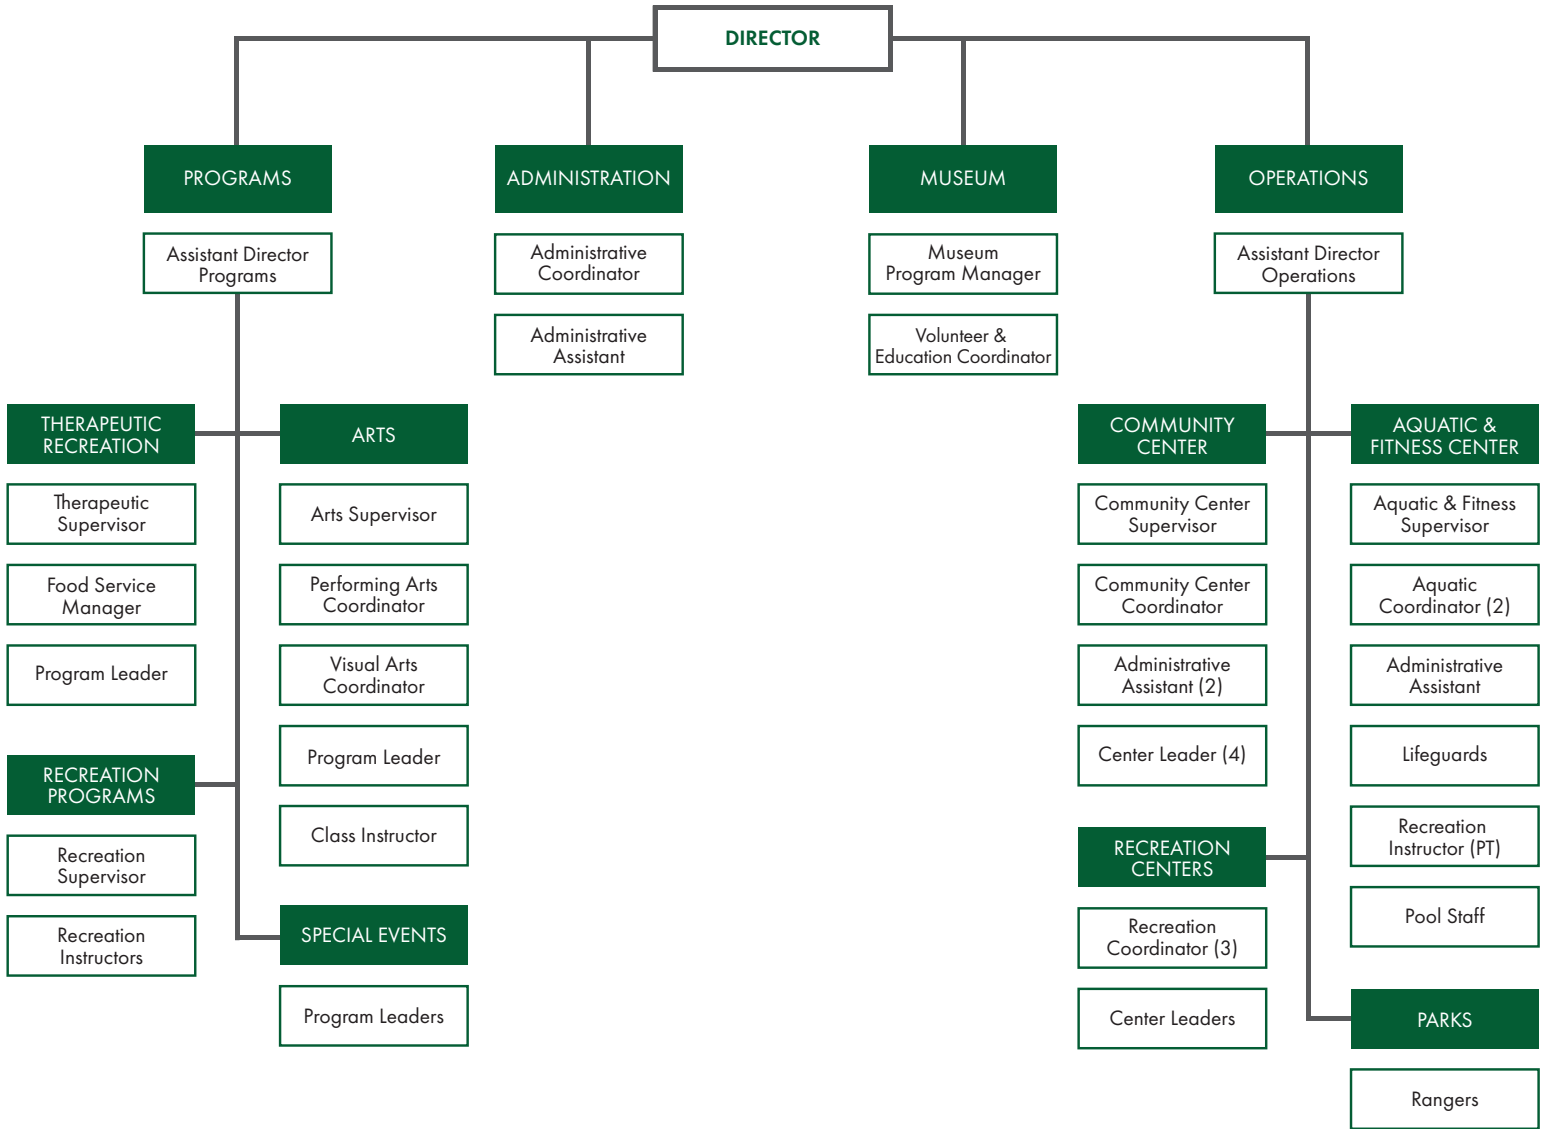 DIRECTOR
PROGRAMS
Assistant Director
Programs
ADMINISTRATION
Administrative
Coordinator
Administrative
Assistant
MUSEUM
Museum
Program Manager
Volunteer &
Education Coordinator
OPERATIONS
Assistant Director
Operations
THERAPEUTIC
RECREATION
Therapeutic
Supervisor
Food Service
Manager
Program Leader
RECREATION
PROGRAMS
Recreation
Supervisor
Recreation
Instructors
ARTS
Arts Supervisor
Performing Arts
Coordinator
Visual Arts
Coordinator
Program Leader
Class Instructor
SPECIAL EVENTS
Program Leaders
COMMUNITY
CENTER
Community Center
Supervisor
Community Center
Coordinator
Administrative
Assistant (2)
Center Leader (4)
RECREATION
CENTERS
Recreation
Coordinator (3)
Center Leaders
AQUATIC &
FITNESS CENTER
Aquatic & Fitness
Supervisor
Aquatic
Coordinator (2)
Administrative
Assistant
Lifeguards
Recreation
Instructor (PT)
Pool Staff
PARKS
Rangers